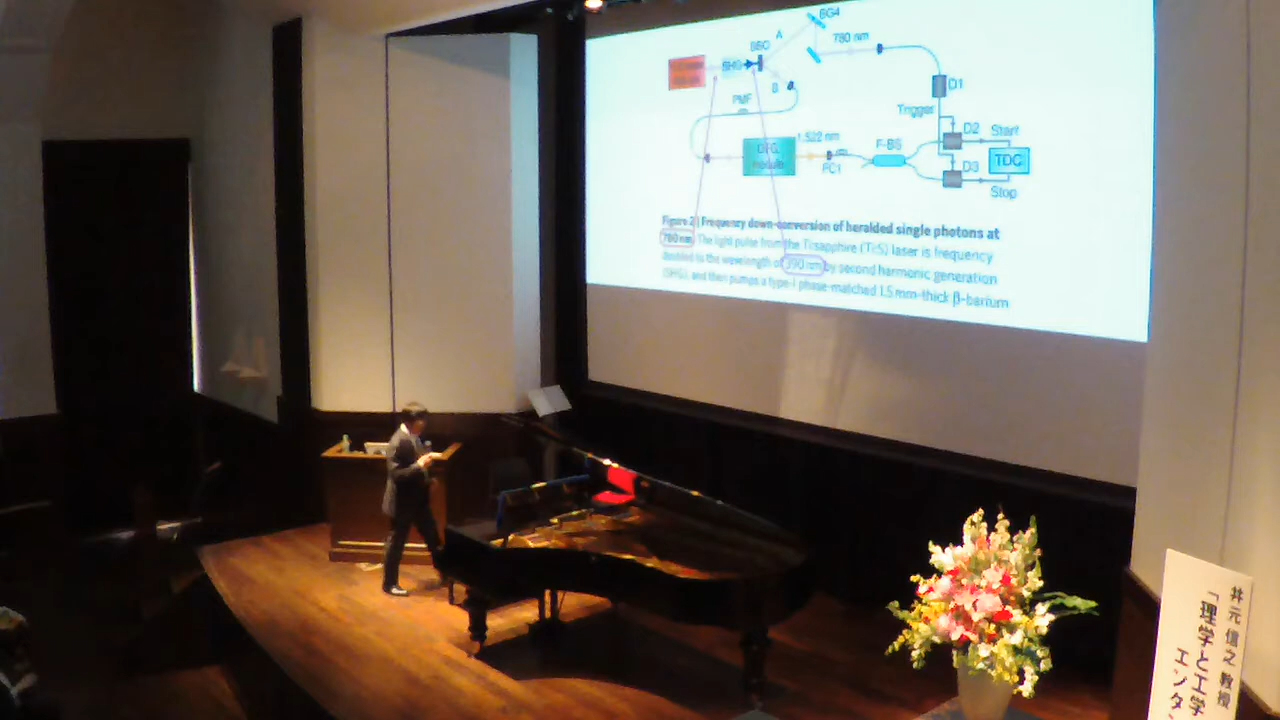 BG4
A
780 nm
BBO
SHG
B
PMF
D1
Trigger
D2
Start
1,522 nm
F-BS
TDC
DFG
module
FC1
D3
Stop
Figure 2 | Frequency down-conversion of heralded single photons at
780 nm. The light pulse from the Ti:sapphire (Ti:S) laser is frequency
doubled to the wavelength of 390 nm by second harmonic generation
(SHG), and then pumps a type-I phase-matched 1.5 mm-thick β-barium
井元信之教授
「理学と工学
エンタン